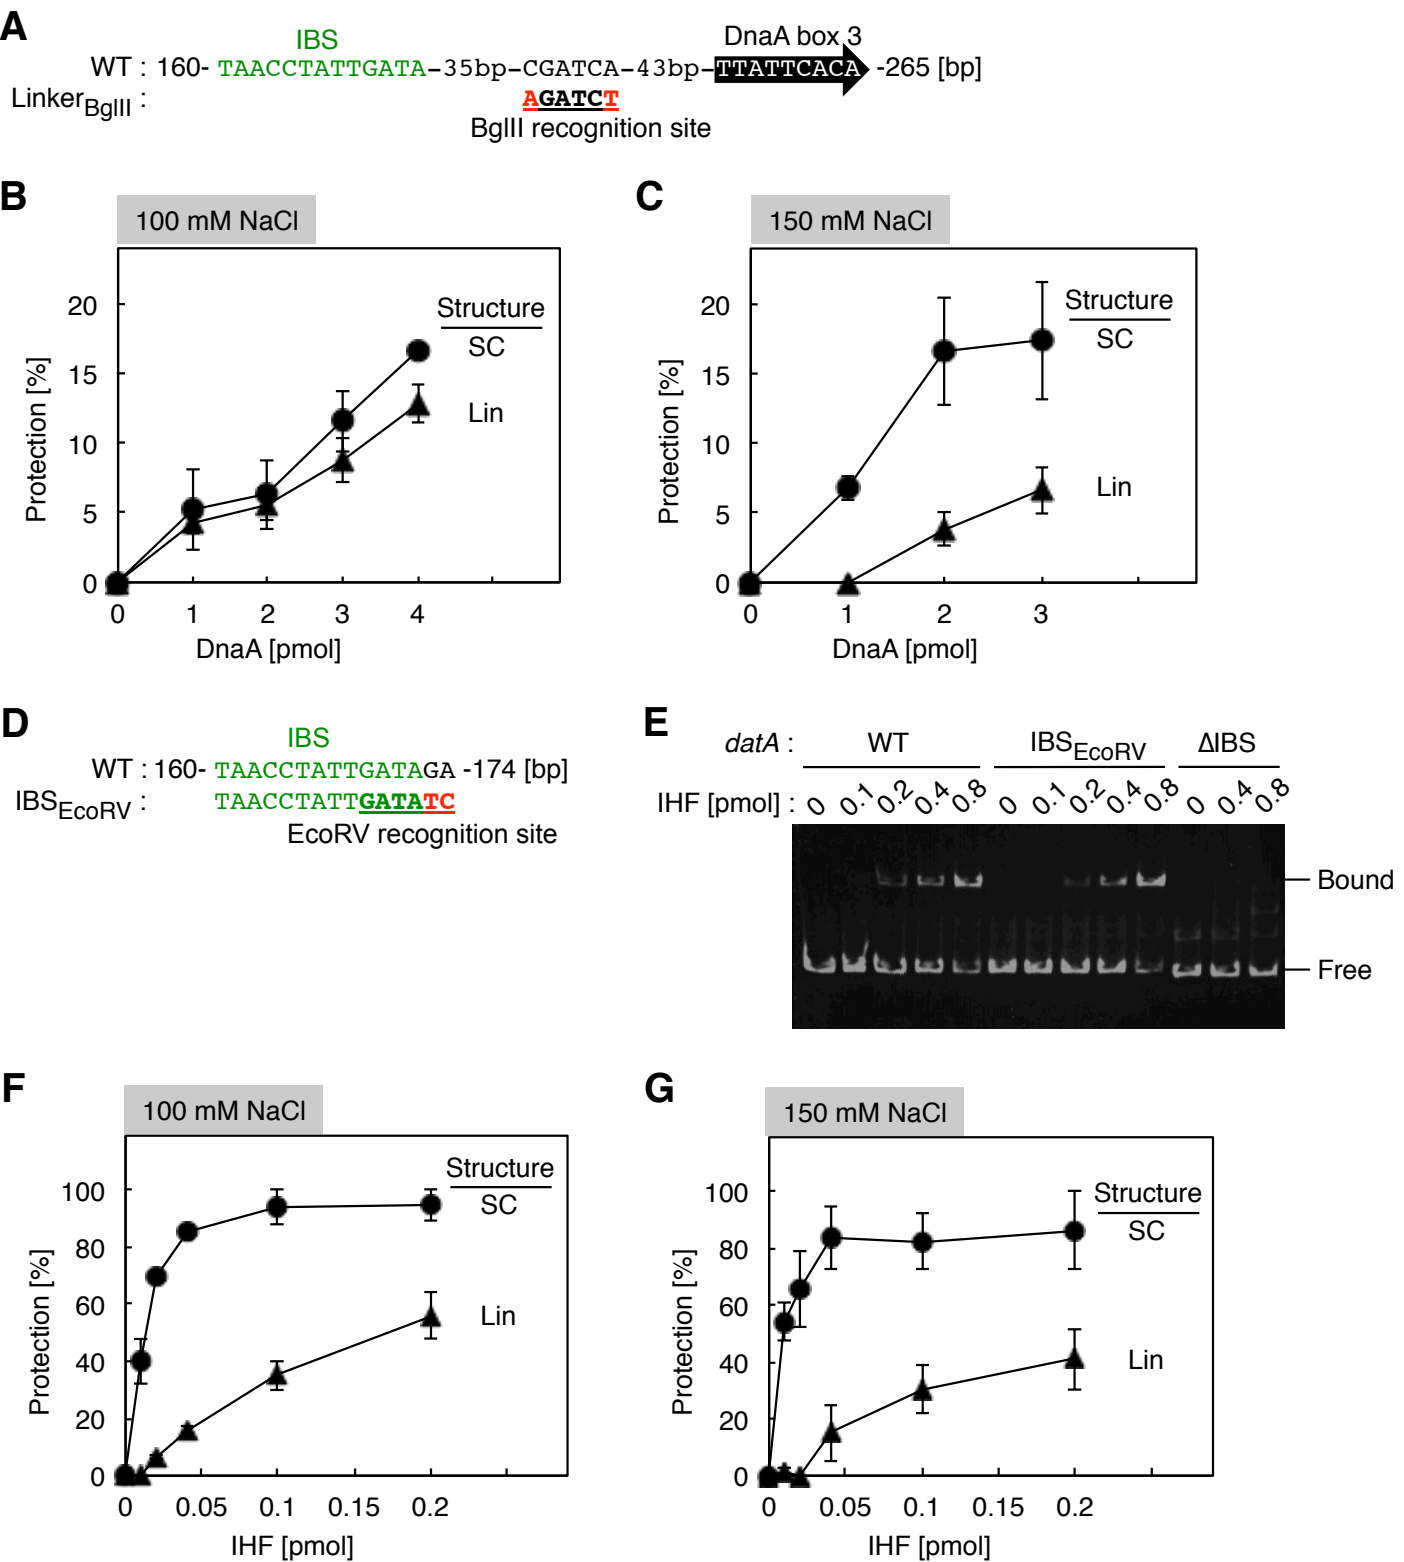 A
IBS
DnaA box 3
WT : 160- TAACCTATTGATA-35bp-CGATCA-43bp-TTATTCACA -265 [bp]
LinkerBglII : AGATCT
BglII recognition site
B
100 mM NaCl
Structure
SC
Lin
Protection [%]
20
15
10
5
0
0 1 2 3 4
DnaA [pmol]
C
150 mM NaCl
Structure
SC
Lin
Protection [%]
20
15
10
5
0
0 1 2 3
DnaA [pmol]
D
IBS
WT : 160- TAACCTATTGATAGA -174 [bp]
IBSEcoRV : TAACCTATTGATATC
EcoRV recognition site
E
datA : WT IBSEcoRV ΔIBS
IHF [pmol] : 0 0.1 0.2 0.4 0.8 0 0.1 0.2 0.4 0.8 0 0.4 0.8
Bound
Free
F
100 mM NaCl
Structure
SC
Lin
Protection [%]
100
80
60
40
20
0
0 0.05 0.1 0.15 0.2
IHF [pmol]
G
150 mM NaCl
Structure
SC
Lin
Protection [%]
100
80
60
40
20
0
0 0.05 0.1 0.15 0.2
IHF [pmol]